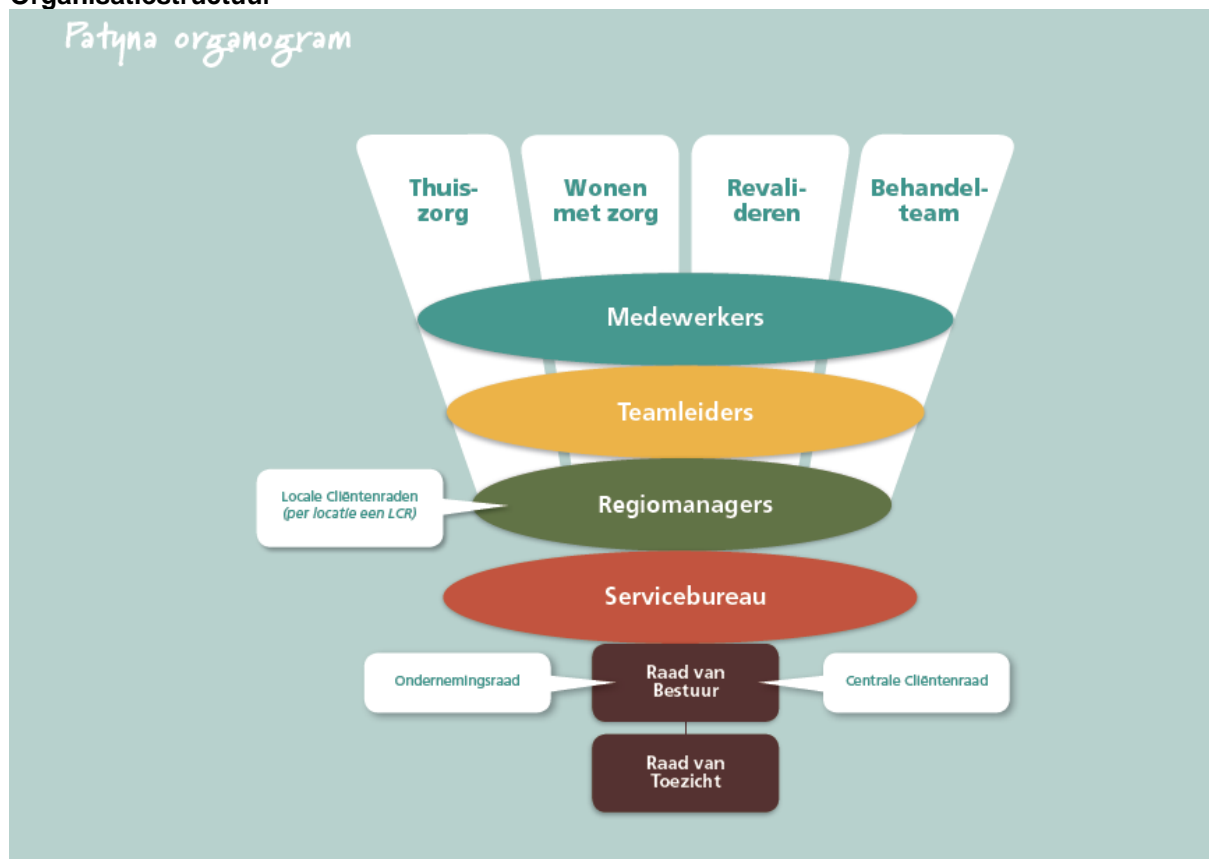 Organisatiestructuur
Patyna organogram
Thuis-
zorg
Wonen
met zorg
Revali-
deren
Behandel-
team
Medewerkers
Teamleiders
Locale Cliëntenraden
(per locatie een LCR)
Regiomanagers
Servicebureau
Ondernemingsraad
Raad van
Bestuur
Centrale Cliëntenraad
Raad van
Toezicht